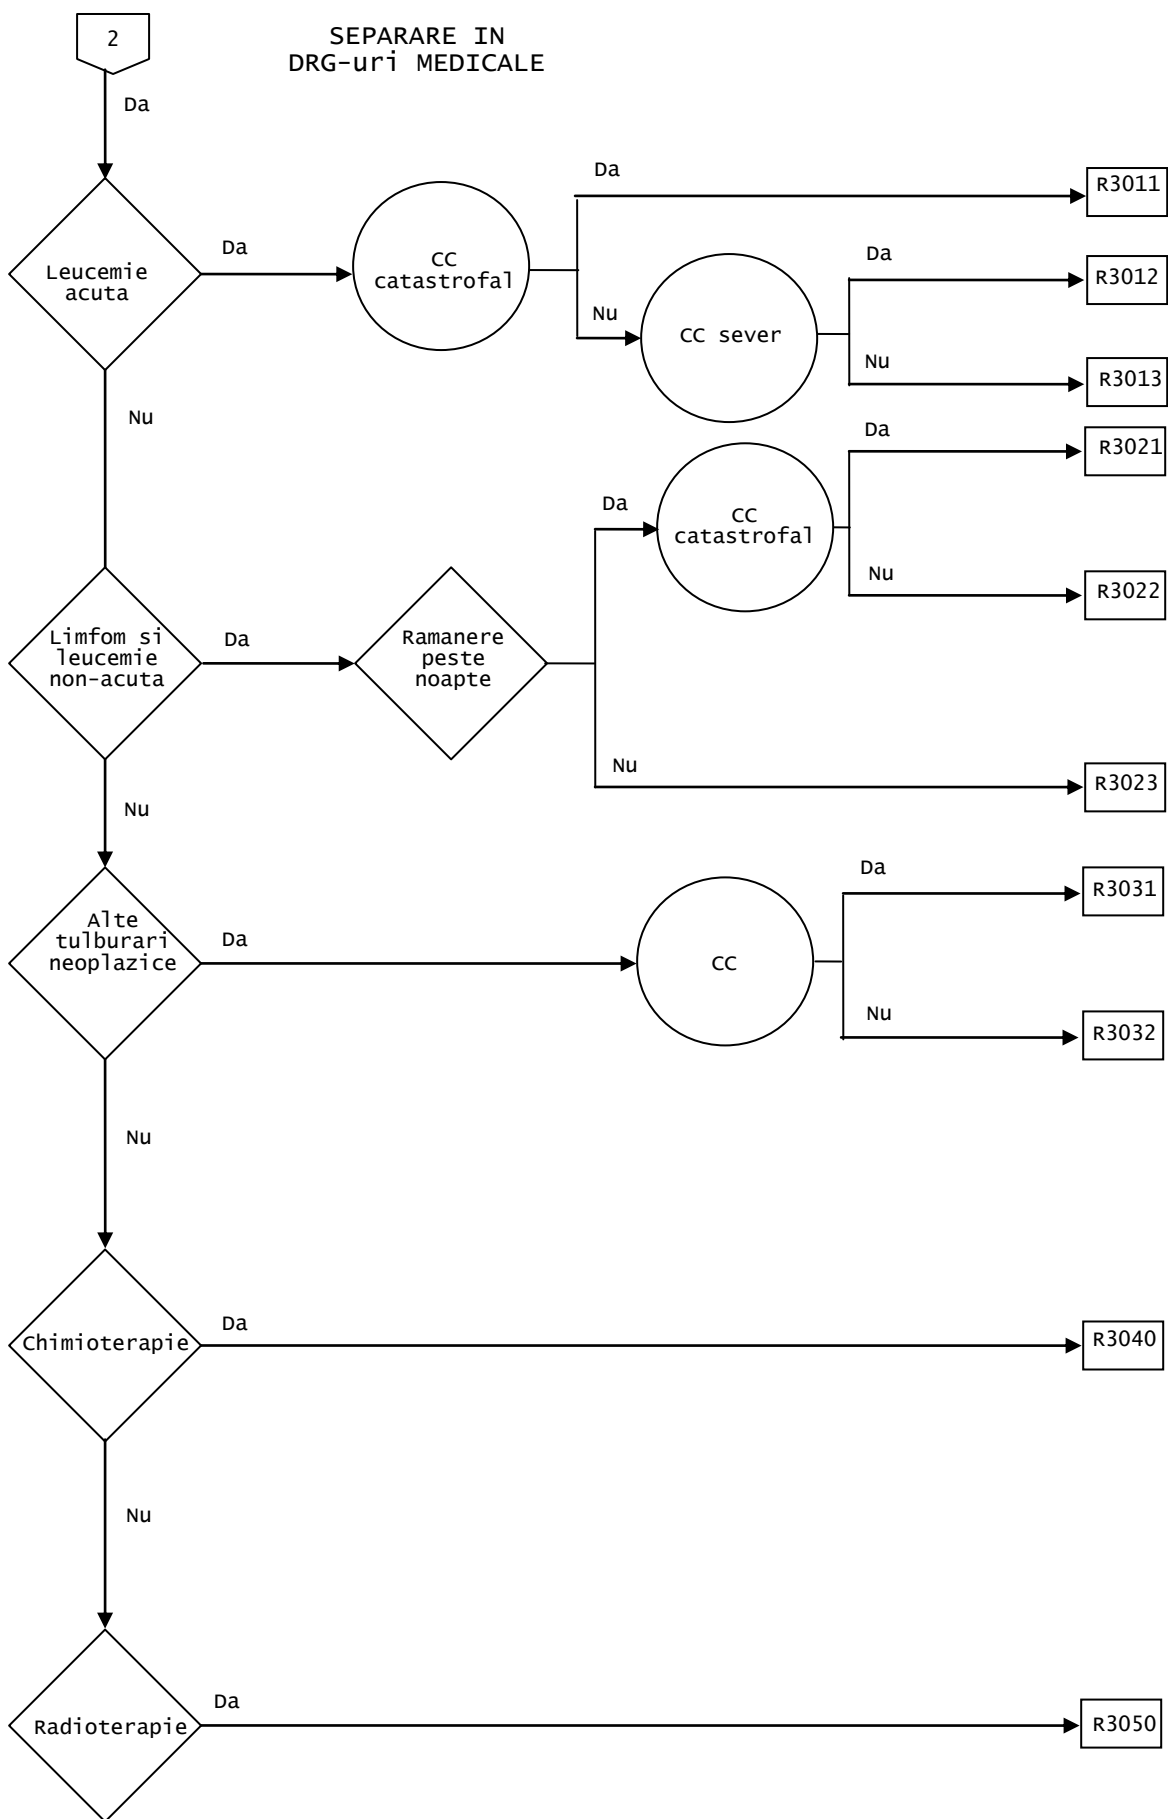 2
SEPARARE IN
DRG-uri MEDICALE
Da
Da
R3011
Leucemie
acuta
Da
CC
catastrofal
Da
R3012
Nu
CC sever
Nu
R3013
Nu
Da
R3021
Da
CC
catastrofal
Nu
R3022
Limfom si
leucemie
non-acuta
Da
Ramanere
peste
noapte
Nu
R3023
Nu
Da
R3031
Alte
tulburari
neoplazice
Da
CC
Nu
R3032
Nu
Chimioterapie
Da
R3040
Nu
Radioterapie
Da
R3050